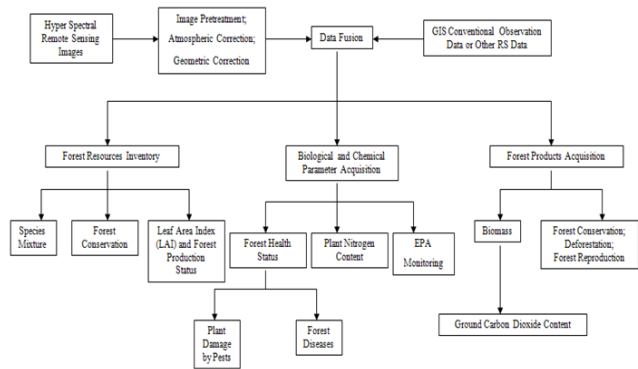 Hyper Spectral
Remote Sensing
Images
Image Pretreatment;
Atmospheric Correction;
Geometric Correction
Data Fusion
GIS Conventional Observation
Data or Other RS Data
Forest Resources Inventory
Biological and Chemical
Parameter Acquisition
Forest Products Acquisition
Species
Mixture
Forest
Conservation
Leaf Area Index
(LAI) and Forest
Production
Status
Forest Health
Status
Plant Nitrogen
Content
EPA
Monitoring
Biomass
Forest Conservation;
Deforestation;
Forest Reproduction
Plant
Damage
by Pests
Forest
Diseases
Ground Carbon Dioxide Content